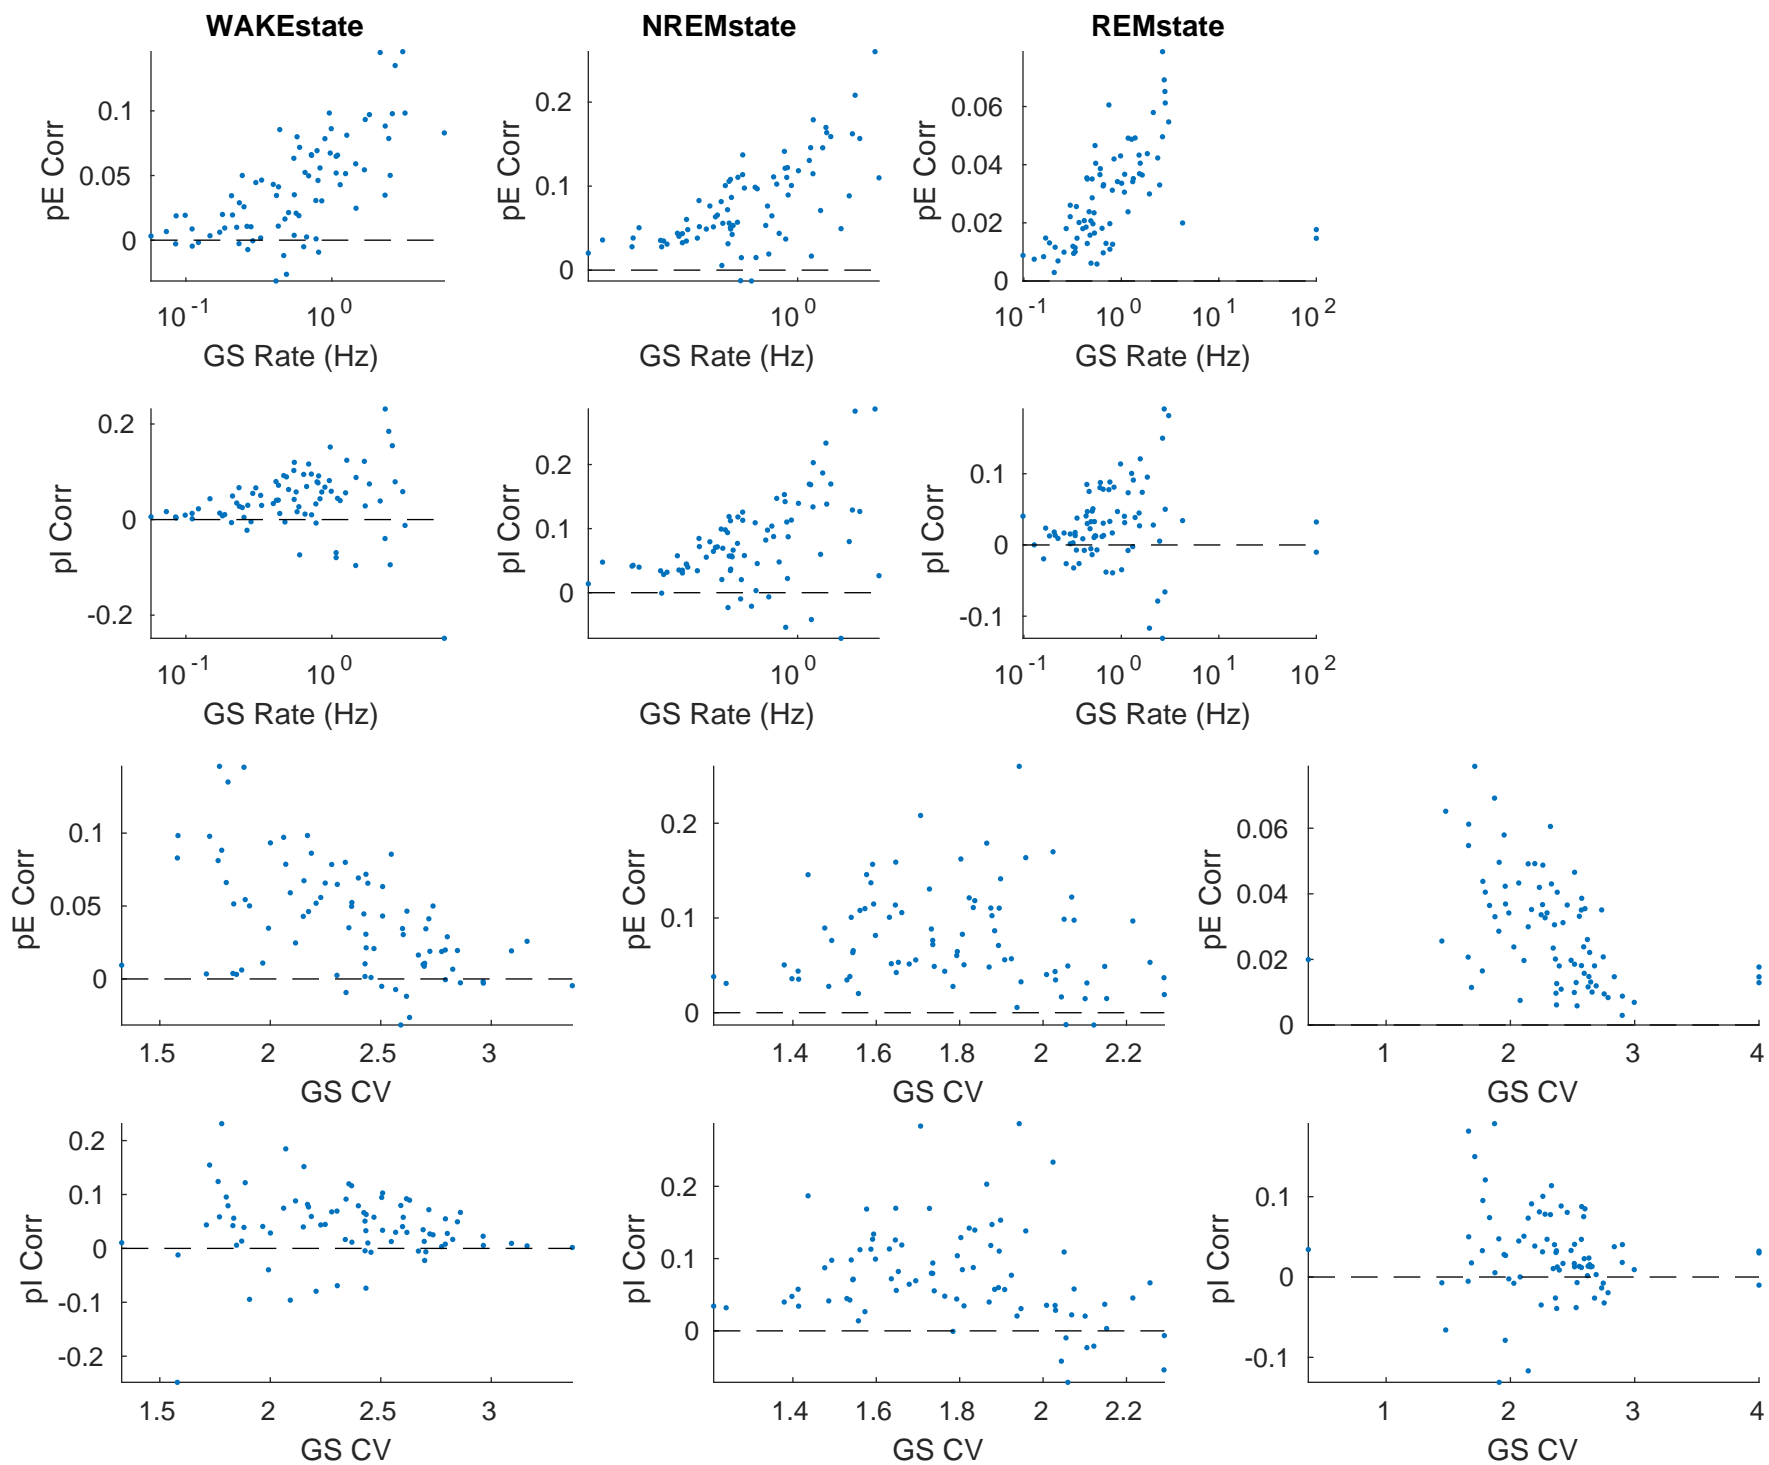 WAKEstate NREMstate REMstate
pE Corr 0.1 0.05 0
10^-1 10^0
GS Rate (Hz)
pE Corr 0.2 0.1 0
10^0
GS Rate (Hz)
pE Corr 0.06 0.04 0.02 0
10^-1 10^0 10^1 10^2
GS Rate (Hz)
pI Corr 0.2 0 -0.2
10^-1 10^0
GS Rate (Hz)
pI Corr 0.2 0.1 0
10^0
GS Rate (Hz)
pI Corr 0.1 0 -0.1
10^-1 10^0 10^1 10^2
GS Rate (Hz)
pE Corr 0.1 0.05 0
1.5 2 2.5 3
GS CV
pE Corr 0.2 0.1 0
1.4 1.6 1.8 2 2.2
GS CV
pE Corr 0.06 0.04 0.02 0
1 2 3 4
GS CV
pI Corr 0.2 0.1 0 -0.1 -0.2
1.5 2 2.5 3
GS CV
pI Corr 0.2 0.1 0
1.4 1.6 1.8 2 2.2
GS CV
pI Corr 0.1 0 -0.1
1 2 3 4
GS CV